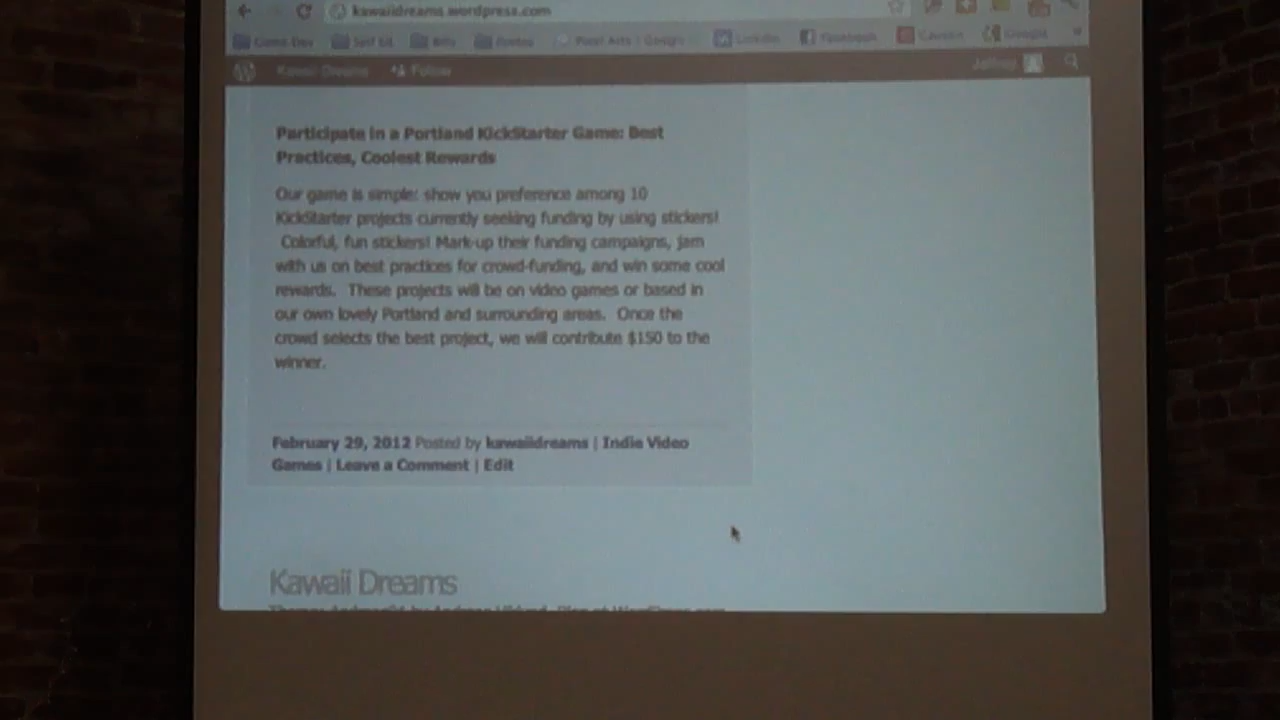 kawaiidreams.wordpress.com
Kawaii Dreams Follow
Participate in a Portland KickStarter Game: Best
Practices, Coolest Rewards
Our game is simple: show you preference among 10
KickStarter projects currently seeking funding by using stickers!
Colorful, fun stickers! Mark-up their funding campaigns, jam
with us on best practices for crowd-funding, and win some cool
rewards. These projects will be on video games or based in
our own lovely Portland and surrounding areas. Once the
crowd selects the best project, we will contribute $150 to the
winner.
February 29, 2012 Posted by kawaiidreams | Indie Video
Games | Leave a Comment | Edit
Kawaii Dreams